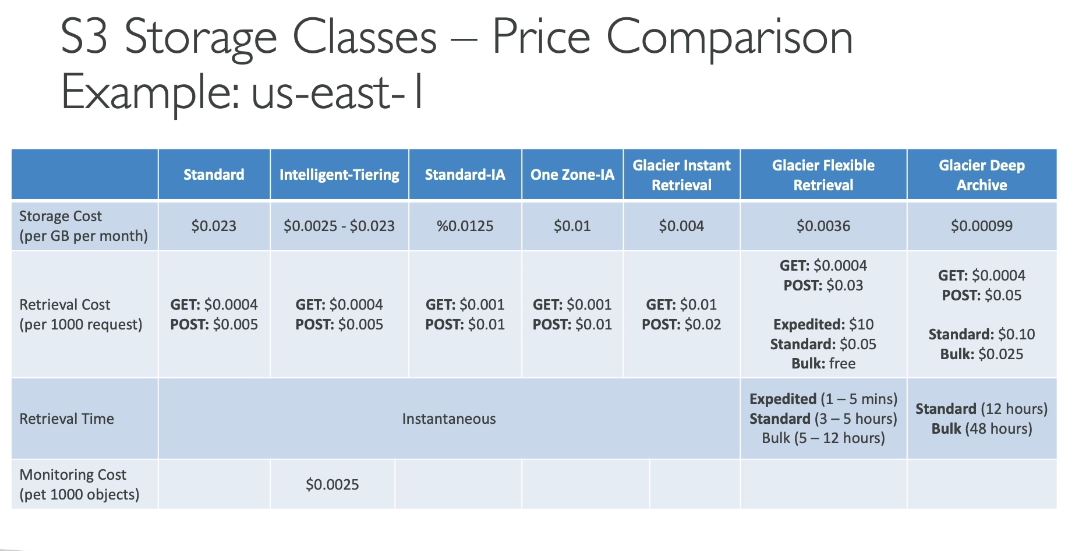 S3 Storage Classes – Price Comparison
Example: us-east-1
Standard
Intelligent-Tiering
Standard-IA
One Zone-IA
Glacier Instant
Retrieval
Glacier Flexible
Retrieval
Glacier Deep
Archive
Storage Cost
(per GB per month)
$0.023
$0.0025 - $0.023
%0.0125
$0.01
$0.004
$0.0036
$0.00099
Retrieval Cost
(per 1000 request)
GET: $0.0004
POST: $0.005
GET: $0.0004
POST: $0.005
GET: $0.001
POST: $0.01
GET: $0.001
POST: $0.01
GET: $0.01
POST: $0.02
GET: $0.0004
POST: $0.03
Expedited: $10
Standard: $0.05
Bulk: free
GET: $0.0004
POST: $0.05
Standard: $0.10
Bulk: $0.025
Retrieval Time
Instantaneous
Expedited (1 – 5 mins)
Standard (3 – 5 hours)
Bulk (5 – 12 hours)
Standard (12 hours)
Bulk (48 hours)
Monitoring Cost
(pet 1000 objects)
$0.0025